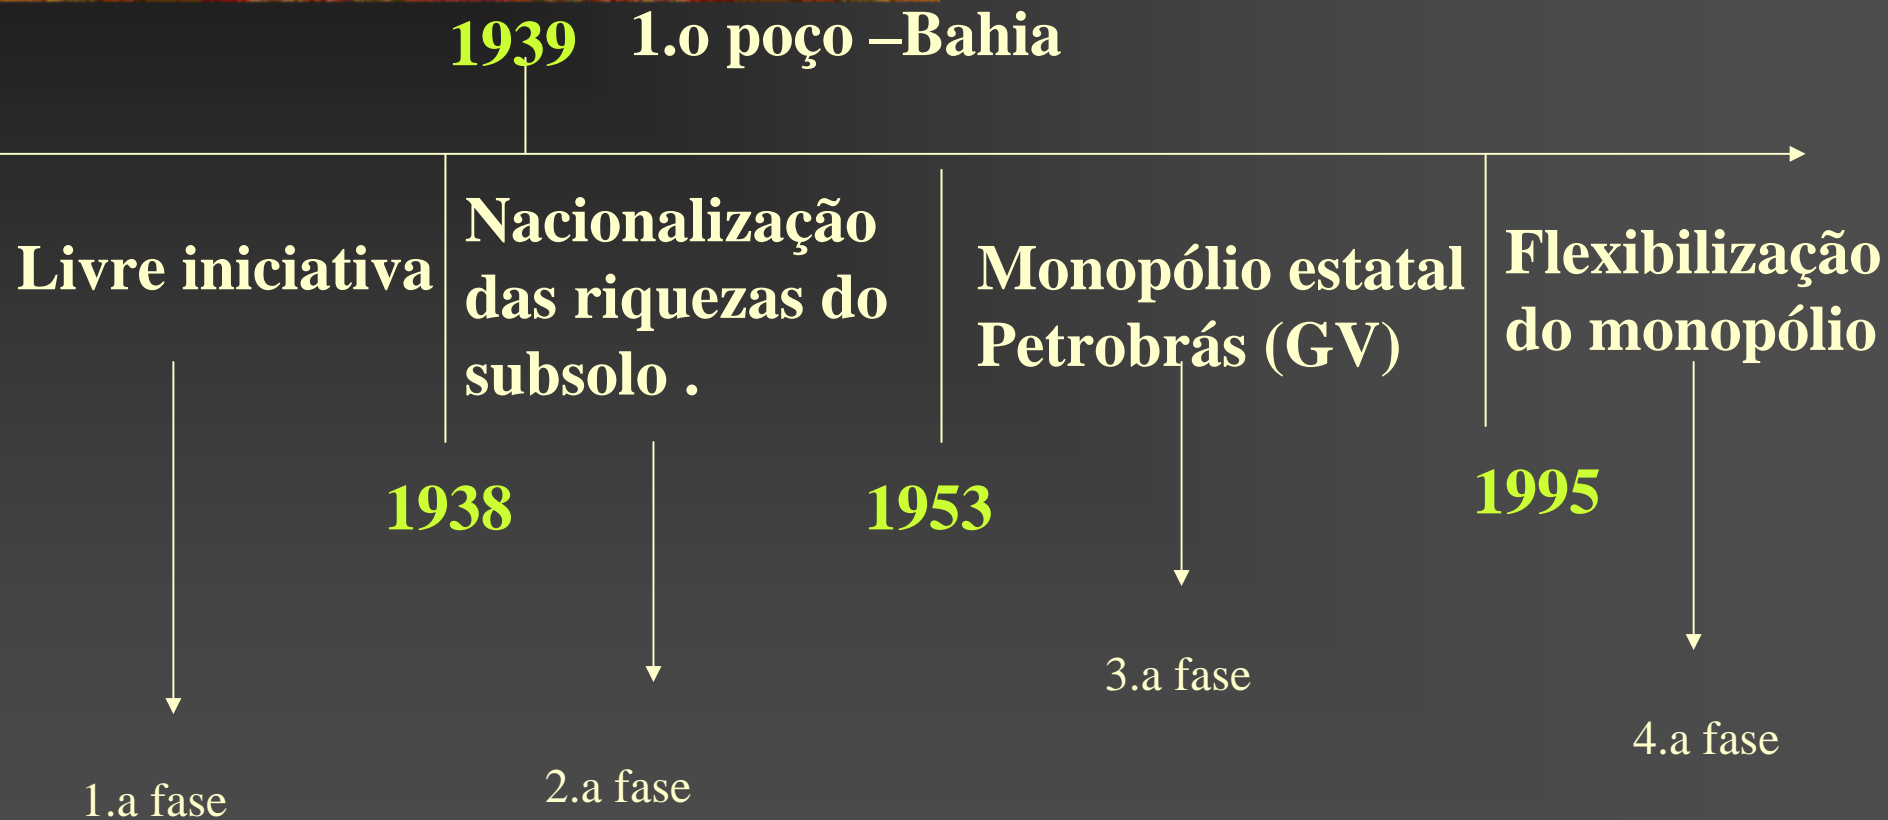 1939 1.o poço –Bahia
Livre iniciativa
Nacionalização
das riquezas do
subsolo .
Monopólio estatal
Petrobrás (GV)
Flexibilização
do monopólio
1938
1953
1995
1.a fase
2.a fase
3.a fase
4.a fase